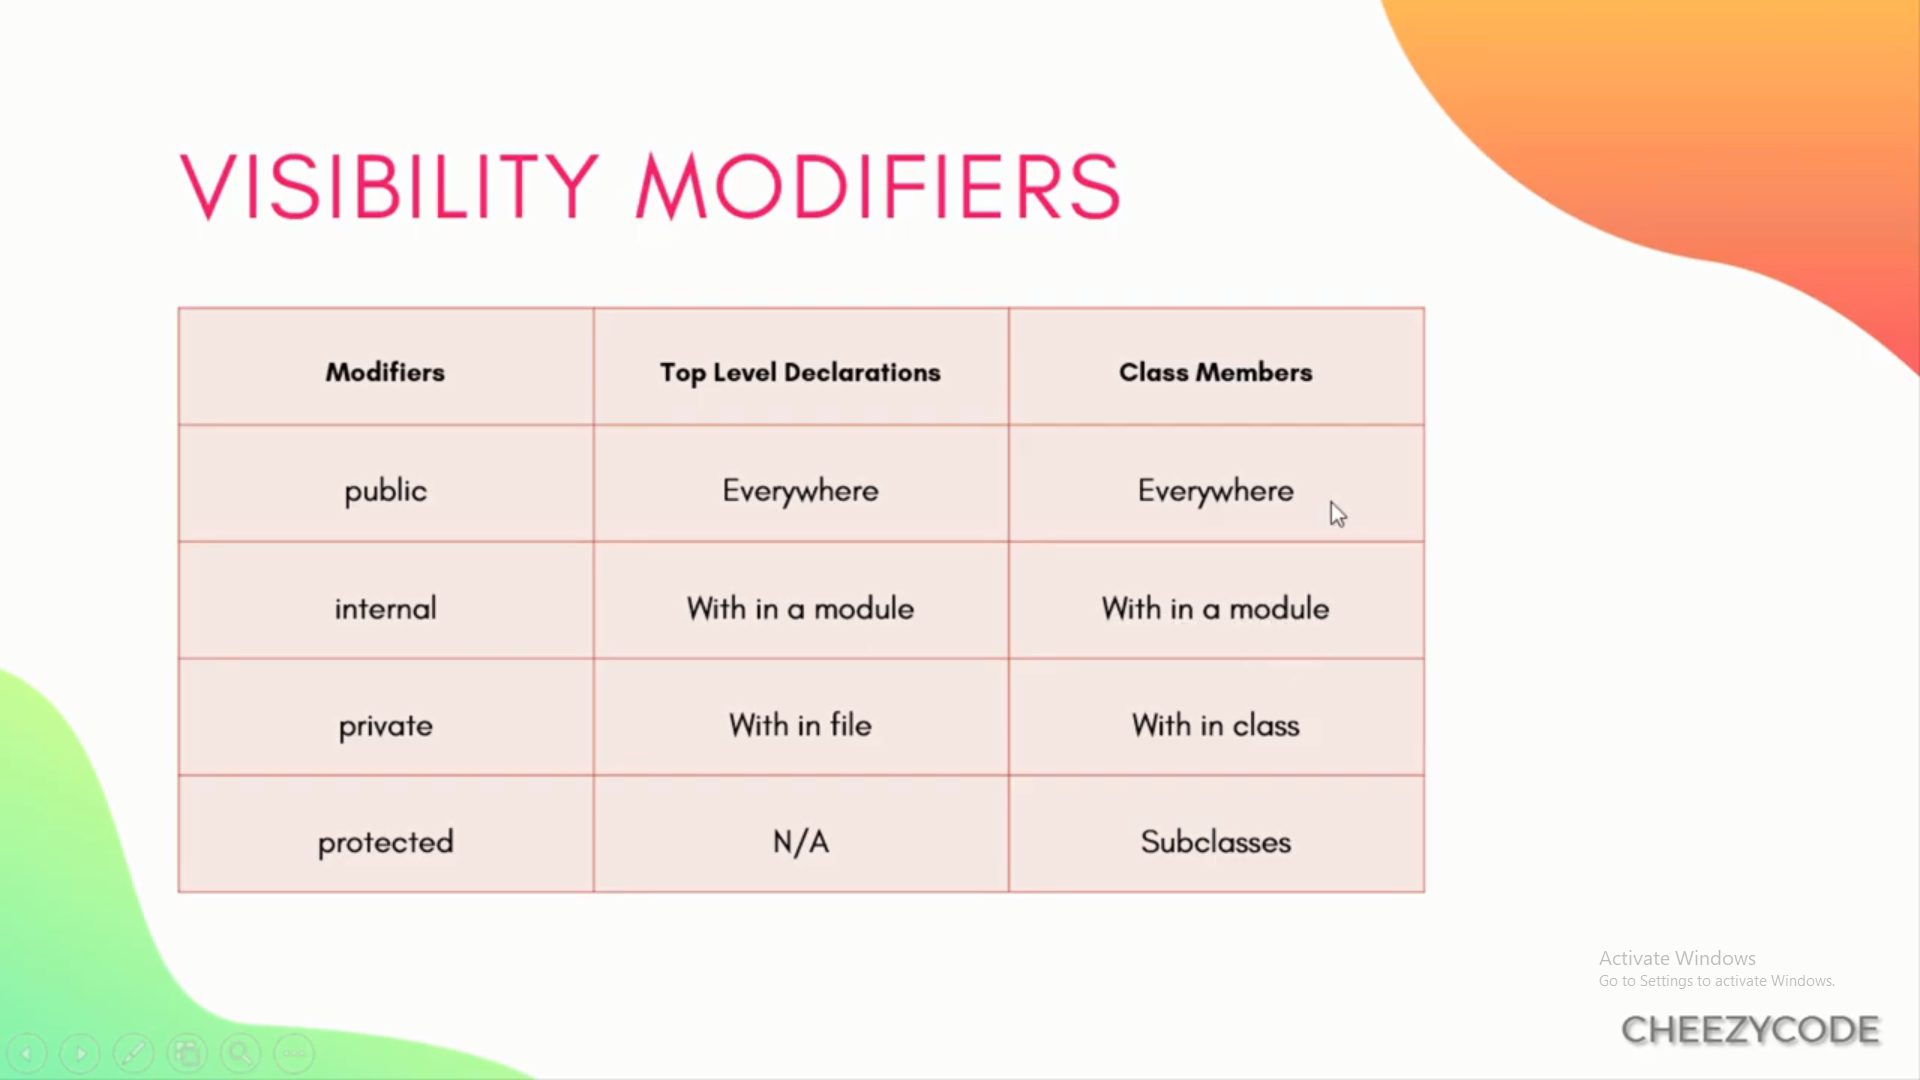 VISIBILITY MODIFIERS
Modifiers Top Level Declarations Class Members
public Everywhere Everywhere
internal With in a module With in a module
private With in file With in class
protected N/A Subclasses
Activate Windows
Go to Settings to activate Windows.
CHEEZYCODE